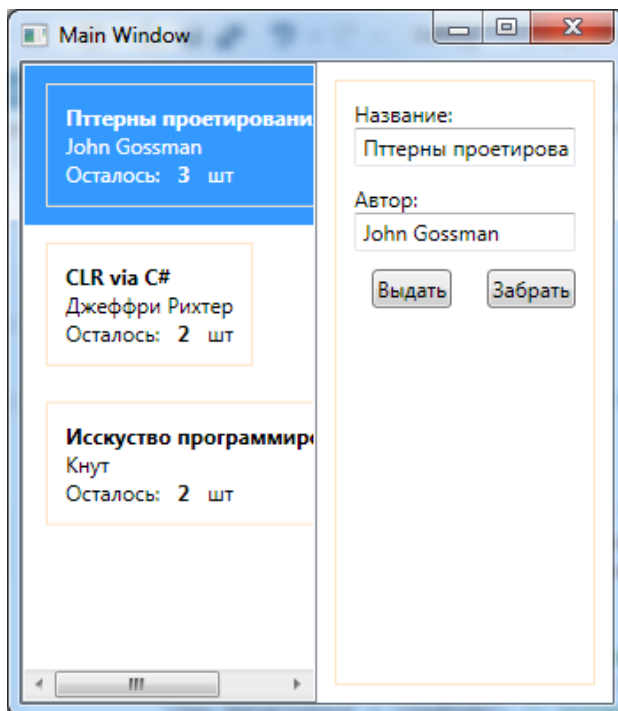 Main Window
Пттерны проетировани
John Gossman
Осталось: 3 шт
CLR via C#
Джеффри Рихтер
Осталось: 2 шт
Исскуство программиро
Кнут
Осталось: 2 шт
Название:
Пттерны проетирова
Автор:
John Gossman
Выдать Забрать